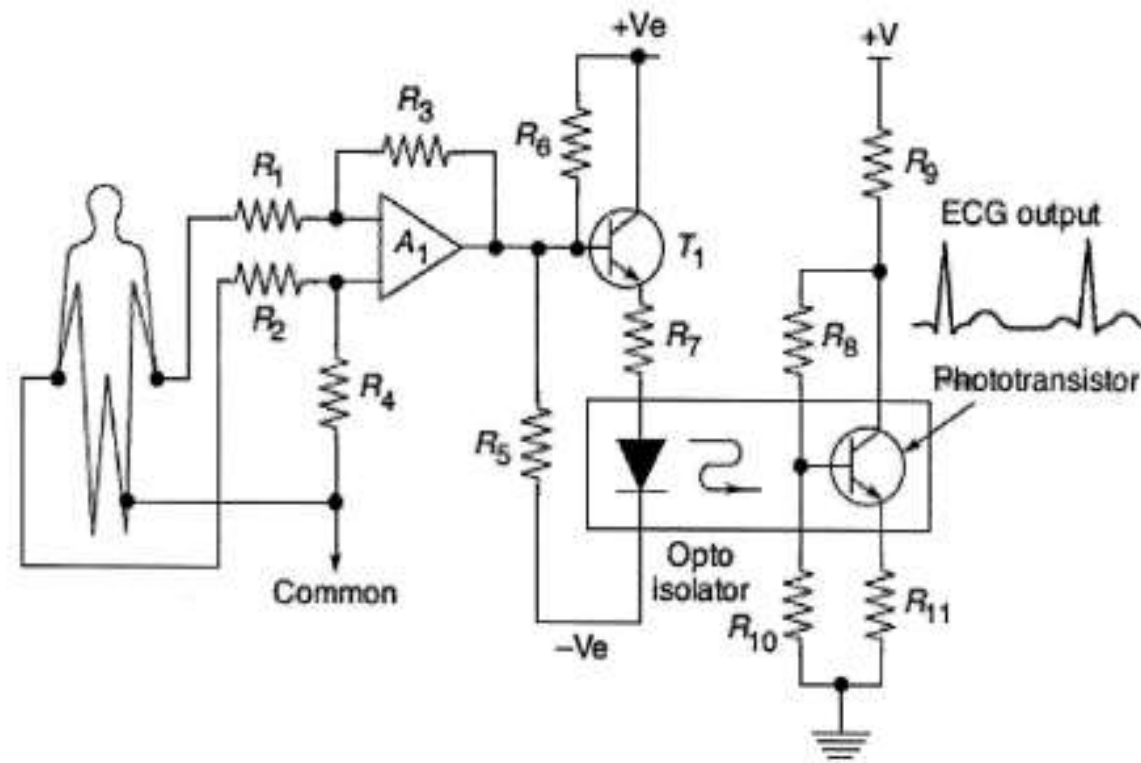 +Ve
+V
R3
R6
R9
R1
ECG output
A1
T1
R2
R7
R8
Phototransistor
R4
R5
Opto
isolator
Common
R10
R11
–Ve